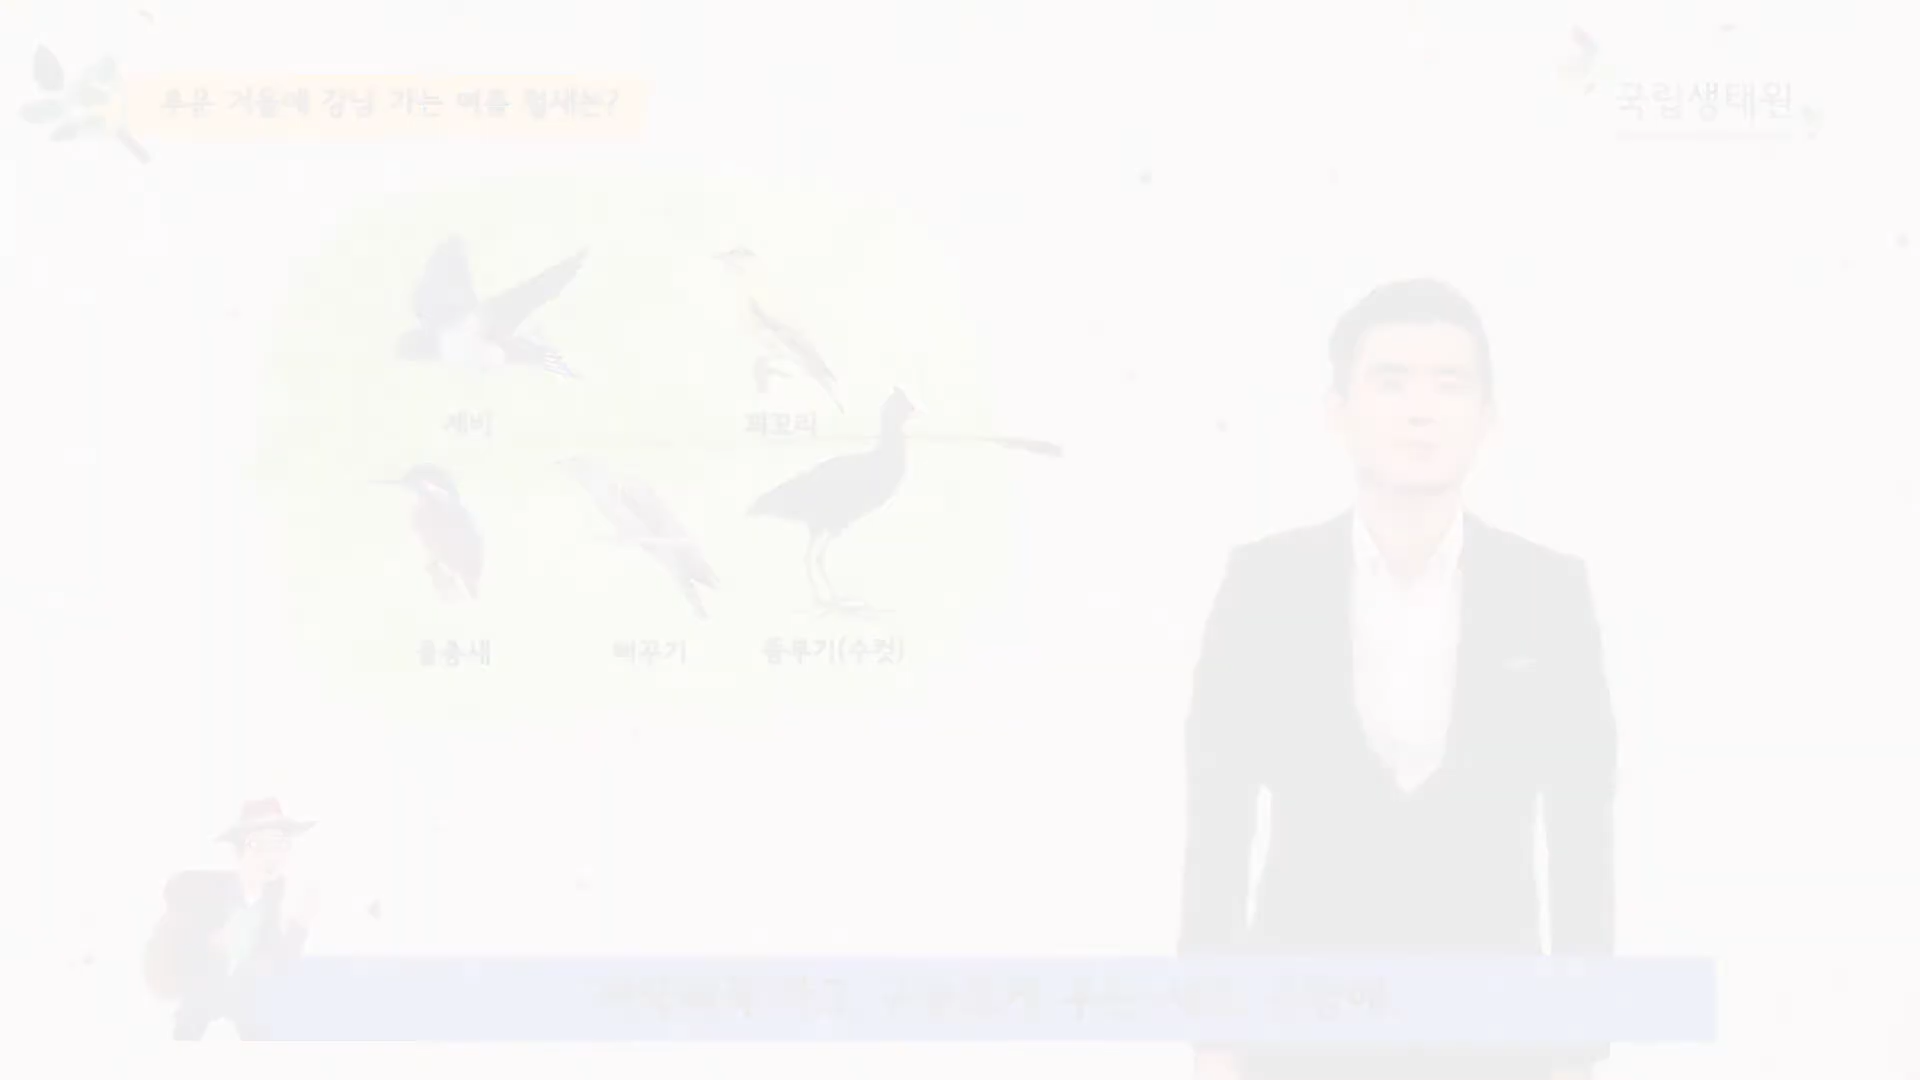 추운 겨울에 강남 가는 여름 철새는?
국립생태원
제비
꾀꼬리
물총새
뻐꾸기
뜸부기(수컷)